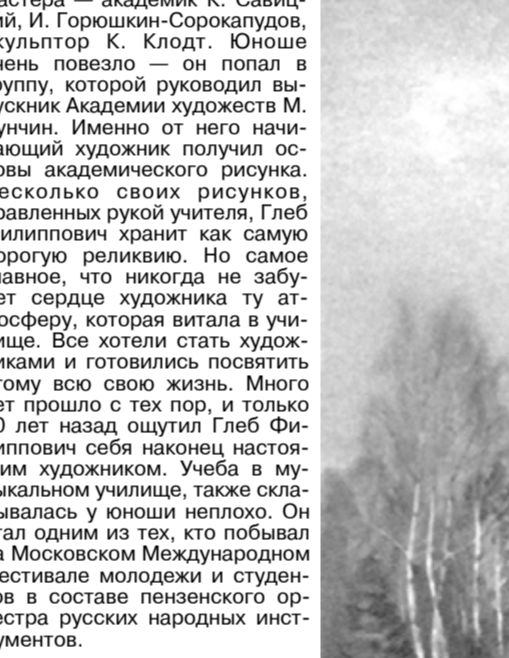 астера — академик К. Савиц-
ий, И. Горюшкин-Сорокапудов,
кульптор К. Клодт. Юноше
чень повезло — он попал в
руппу, которой руководил вы-
ускник Академии художеств М.
унчин. Именно от него начи-
ающий художник получил ос-
овы академического рисунка.
есколько своих рисунков,
равленных рукой учителя, Глеб
илиппович хранит как самую
орогую реликвию. Но самое
лавное, что никогда не забу-
ет сердце художника ту ат-
осферу, которая витала в учи-
ище. Все хотели стать худож-
иками и готовились посвятить
тому всю свою жизнь. Много
ет прошло с тех пор, и только
0 лет назад ощутил Глеб Фи-
иппович себя наконец настоя-
им художником. Учеба в му-
ыкальном училище, также скла-
ывалась у юноши неплохо. Он
тал одним из тех, кто побывал
а Московском Международном
естивале молодежи и студен-
ов в составе пензенского ор-
естра русских народных инст-
ументов.